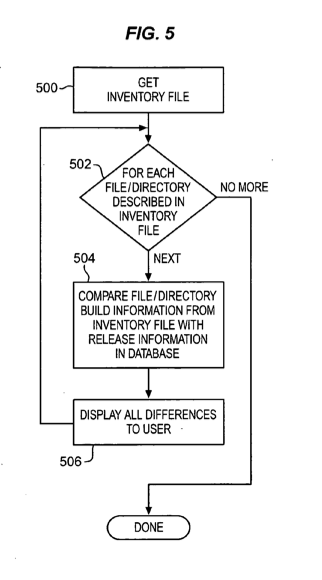 FIG. 5
500
GET
INVENTORY FILE
502
FOR EACH
FILE/DIRECTORY
DESCRIBED IN
INVENTORY
FILE
NO MORE
NEXT
504
COMPARE FILE/DIRECTORY
BUILD INFORMATION FROM
INVENTORY FILE WITH
RELEASE INFORMATION
IN DATABASE
DISPLAY ALL DIFFERENCES
TO USER
506
DONE